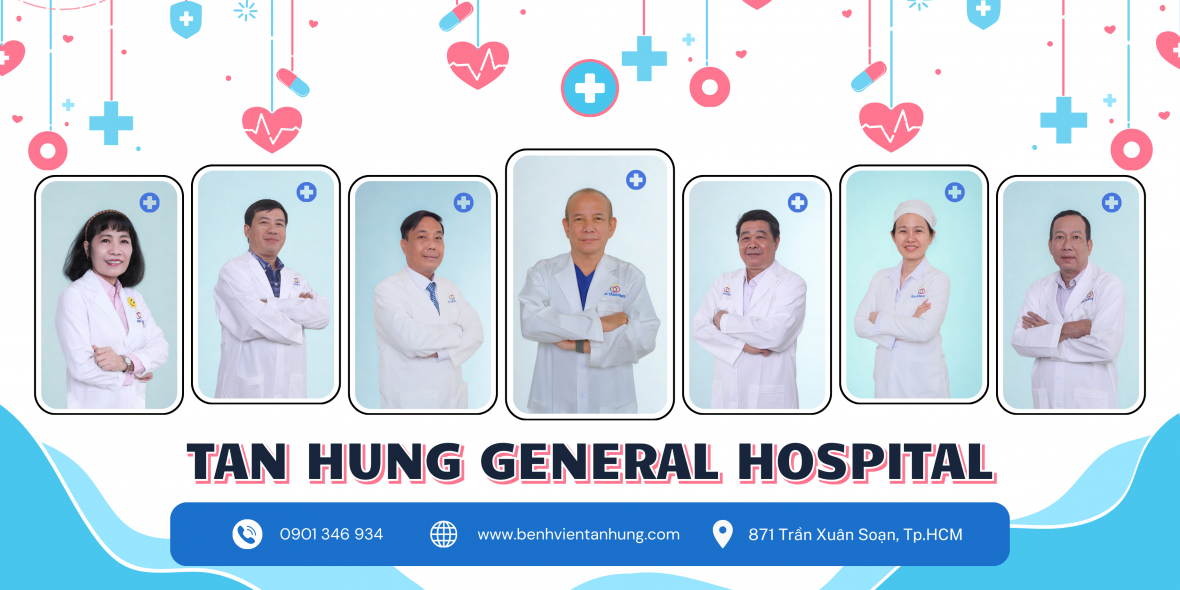 TAN HUNG GENERAL HOSPITAL
0901 346 934
www.benhvientanhung.com
871 Trần Xuân Soạn, Tp.HCM